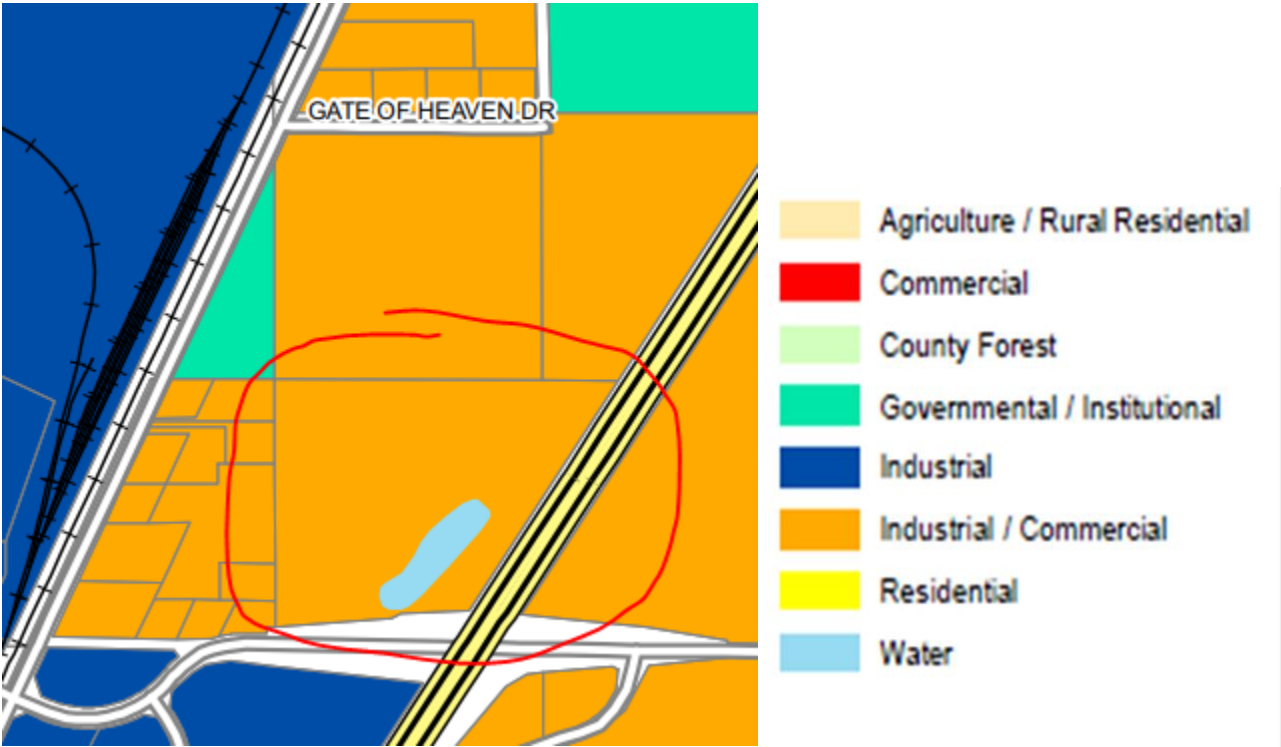 GATE OF HEAVEN DR
Agriculture / Rural Residential
Commercial
County Forest
Governmental / Institutional
Industrial
Industrial / Commercial
Residential
Water